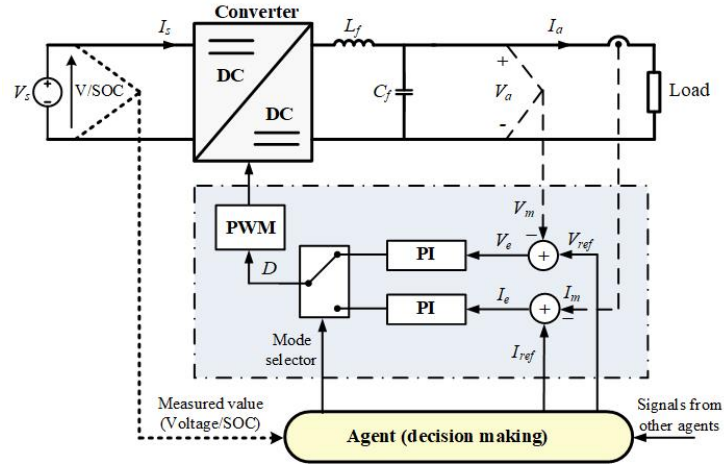 Converter
I_s
L_f
I_a
DC
V_s
V/SOC
C_f
+
V_a
-
Load
DC
V_m
PWM
−
V_e
V_ref
PI
+
D
I_e
I_m
PI
+
−
Mode
selector
I_ref
Measured value
(Voltage/SOC)
Signals from
other agents
Agent (decision making)